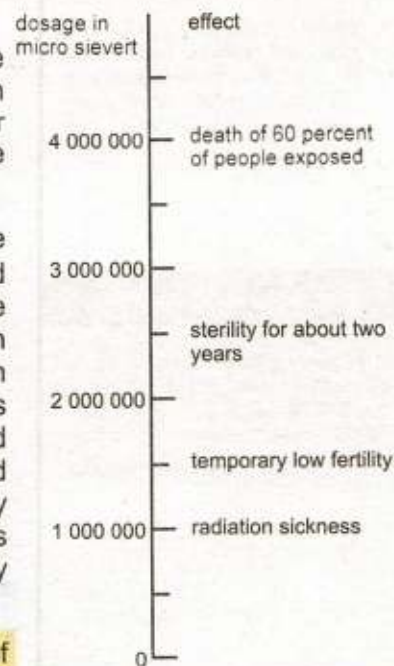 dosage in
micro sievert
effect
4 000 000
death of 60 percent
of people exposed
3 000 000
sterility for about two
years
2 000 000
temporary low fertility
1 000 000
radiation sickness
0